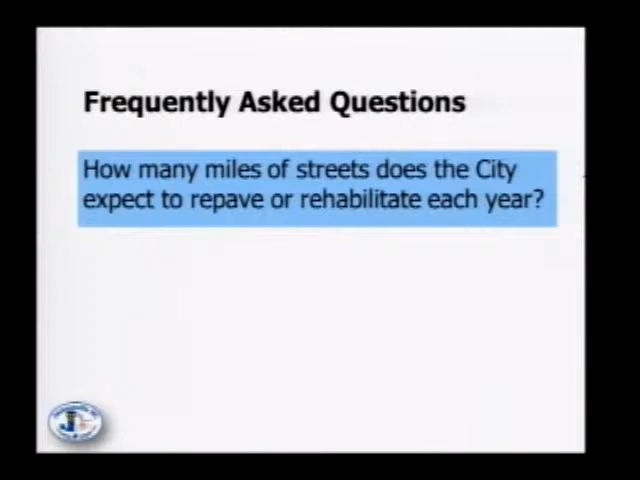 Frequently Asked Questions
How many miles of streets does the City
expect to repave or rehabilitate each year?